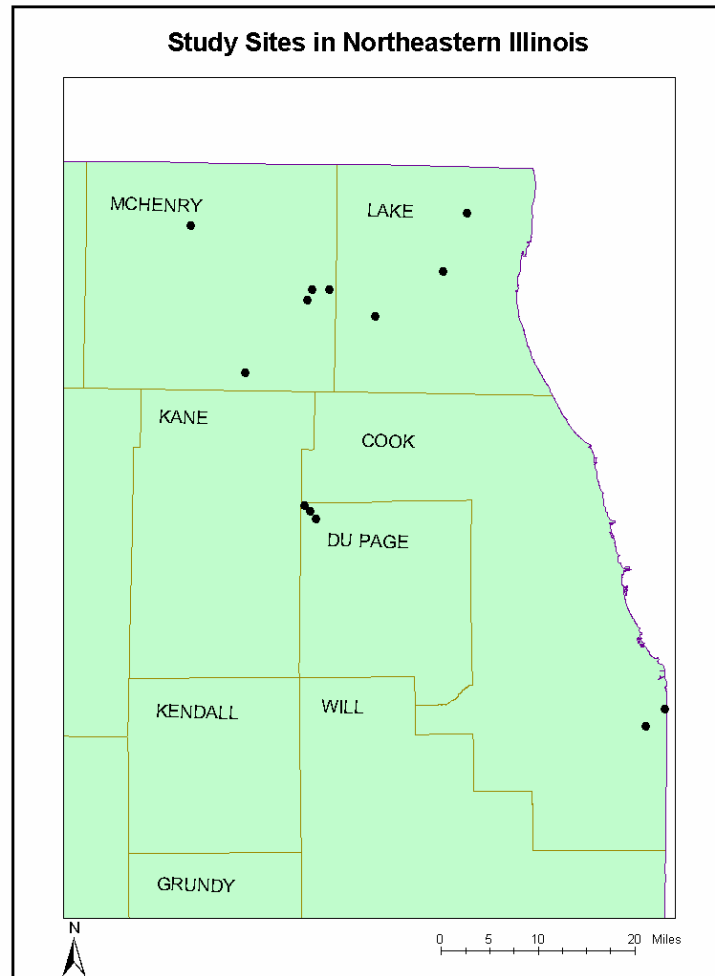 Study Sites in Northeastern Illinois
MCHENRY
LAKE
KANE
COOK
DU PAGE
KENDALL
WILL
GRUNDY
N
0 5 10 20 Miles